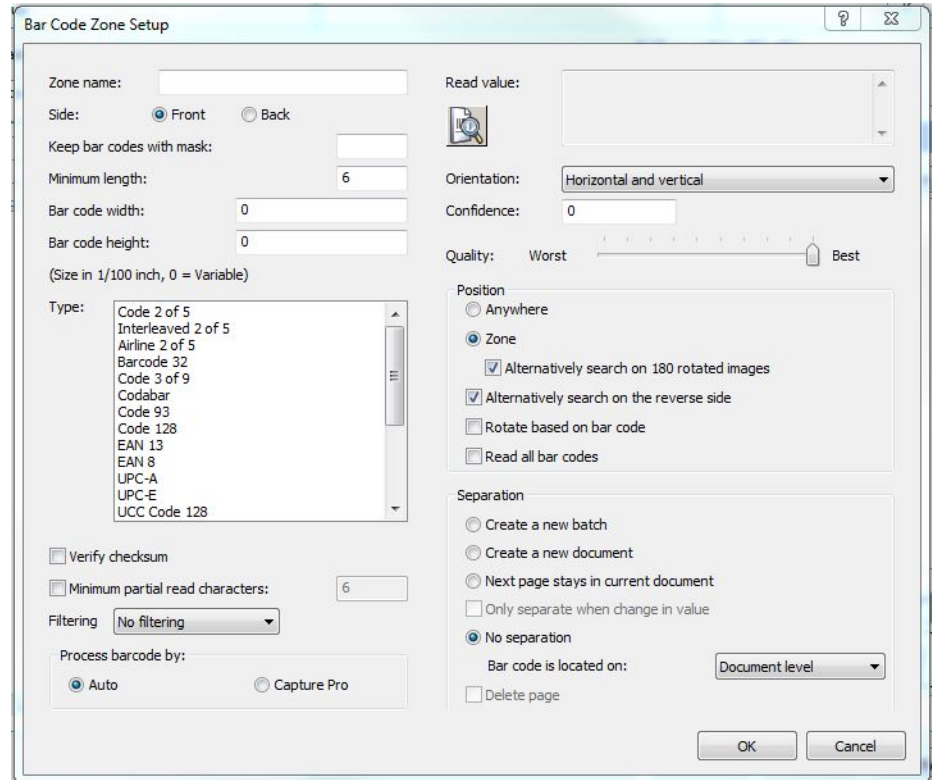 Bar Code Zone Setup
Zone name:
Side: Front Back
Keep bar codes with mask:
Minimum length: 6
Bar code width: 0
Bar code height: 0
(Size in 1/100 inch, 0 = Variable)
Type:
Code 2 of 5
Interleaved 2 of 5
Airline 2 of 5
Barcode 32
Code 3 of 9
Codabar
Code 93
Code 128
EAN 13
EAN 8
UPC-A
UPC-E
UCC Code 128
Verify checksum
Minimum partial read characters: 6
Filtering No filtering
Process barcode by:
Auto Capture Pro
Read value:
Orientation: Horizontal and vertical
Confidence: 0
Quality: Worst Best
Position
Anywhere
Zone
Alternatively search on 180 rotated images
Alternatively search on the reverse side
Rotate based on bar code
Read all bar codes
Separation
Create a new batch
Create a new document
Next page stays in current document
Only separate when change in value
No separation
Bar code is located on: Document level
Delete page
OK Cancel